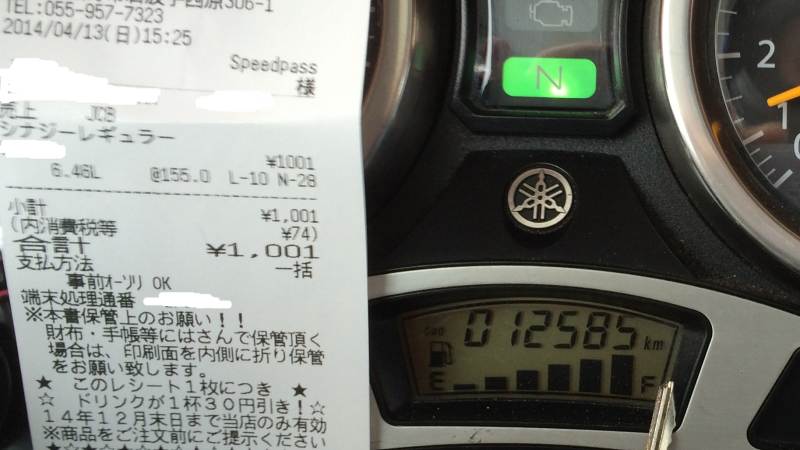 306-1
TEL:055-957-7323
2014/04/13(日)15:25
Speedpass
様
売上 JCB
シナジーレギュラー
¥1001
6.46L @155.0 L-10 N-28
小計 ¥1,001
(内消費税等 ¥74)
合計 ¥1,001
支払方法 一括
事前オーソリ OK
端末処理通番
※本書保管上のお願い!!
財布・手帳等にはさんで保管頂く
場合は、印刷面を内側に折り保管
をお願い致します。
★ このレシート1枚につき ★
☆ ドリンクが1杯30円引き!☆
14年12月末日まで当店のみ有効
※商品をご注文前にご提示ください
N
2
1
0
ODO
012585 km
E F